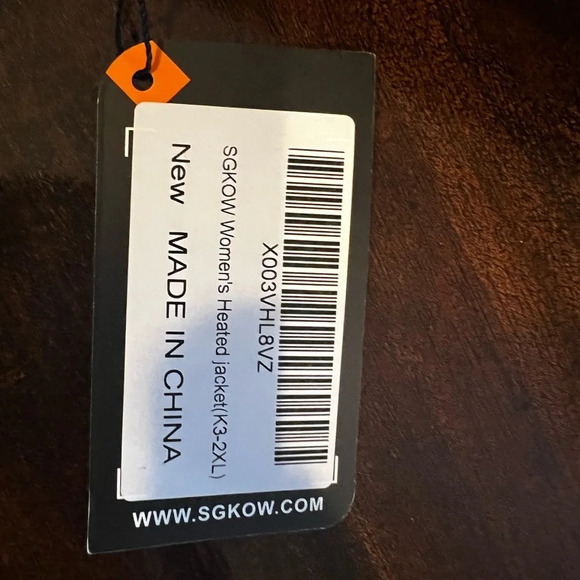 X003VHL8VZ
SGKOW Women's Heated jacket(K3-2XL)
New MADE IN CHINA
WWW.SGKOW.COM